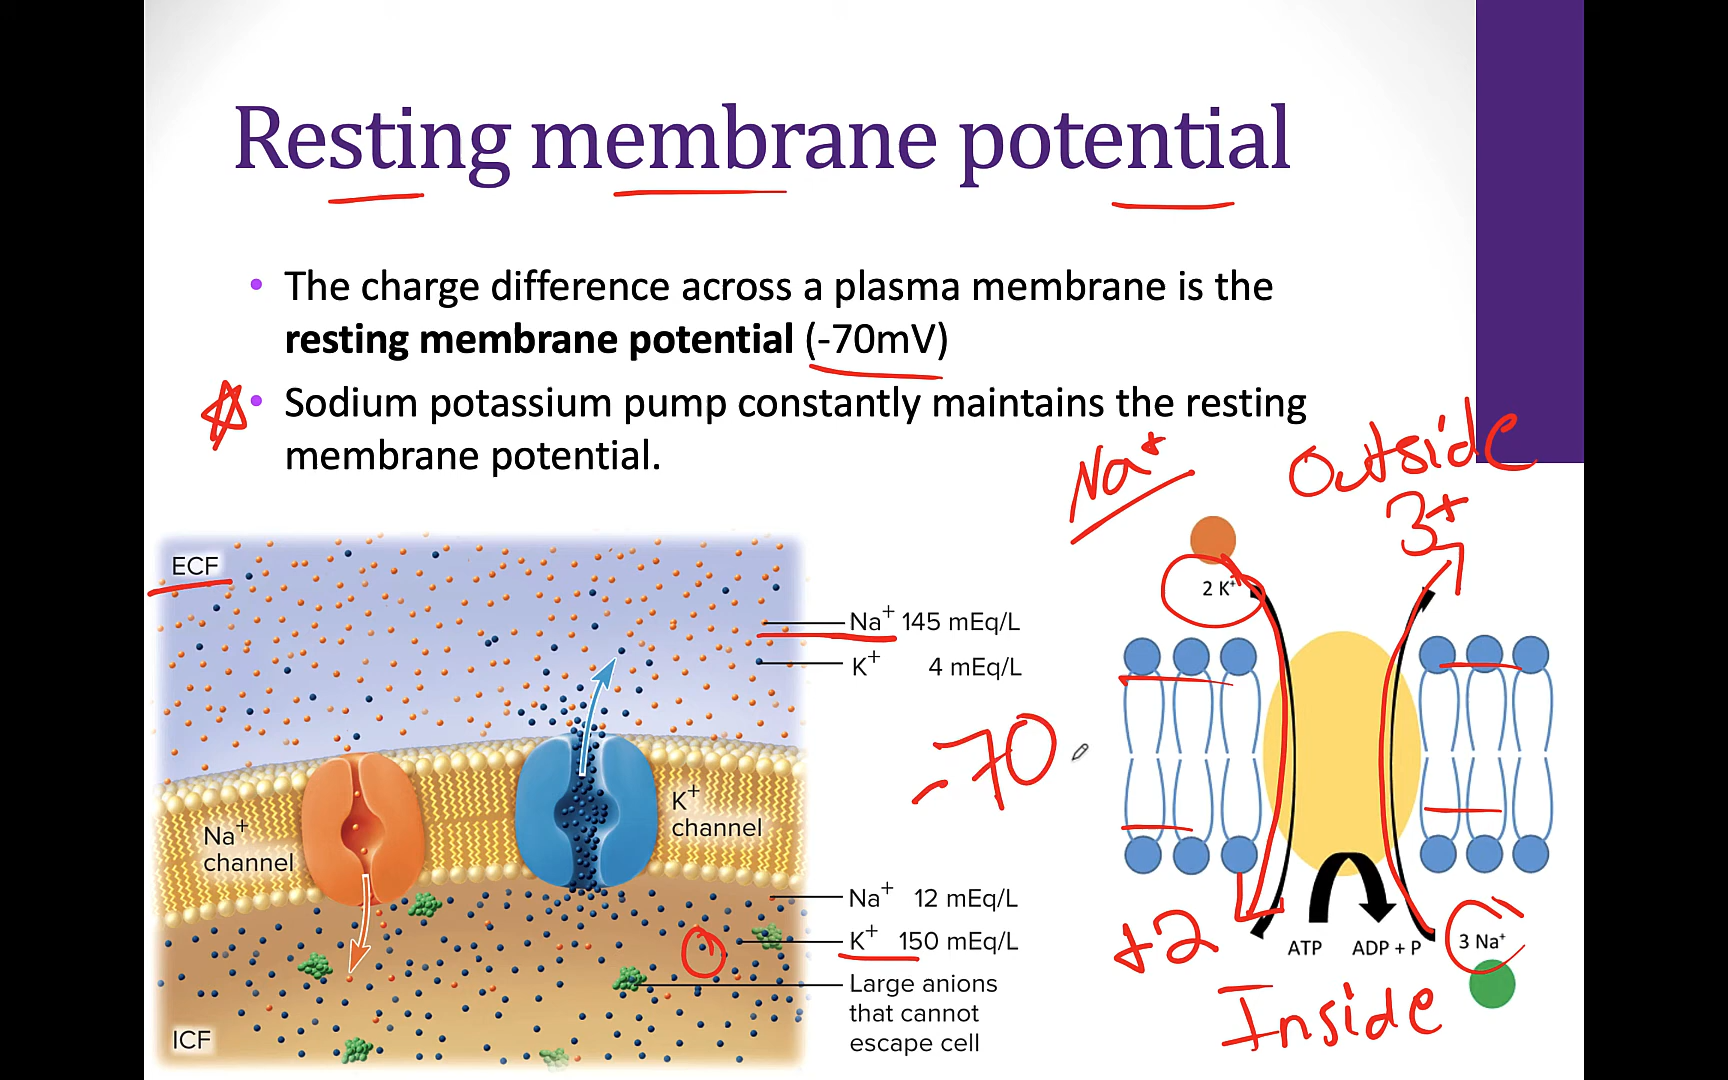 Resting membrane potential
• The charge difference across a plasma membrane is the
resting membrane potential (-70mV)
• Sodium potassium pump constantly maintains the resting
membrane potential.
Na+
Outside
3+
ECF
2 K+
Na+ 145 mEq/L
K+ 4 mEq/L
-70
K+
channel
Na+
channel
Na+ 12 mEq/L
K+ 150 mEq/L
Large anions
that cannot
escape cell
ICF
+2
ATP
ADP + P
3 Na+
Inside